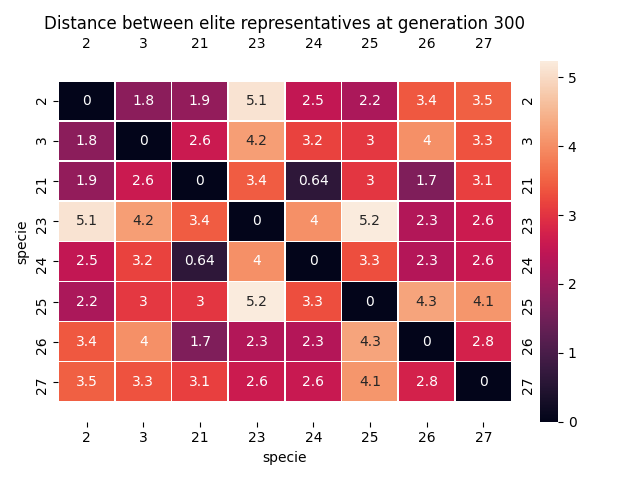 Distance between elite representatives at generation 300
2 3 21 23 24 25 26 27
2 0 1.8 1.9 5.1 2.5 2.2 3.4 3.5 2
3 1.8 0 2.6 4.2 3.2 3 4 3.3 3
21 1.9 2.6 0 3.4 0.64 3 1.7 3.1 21
23 5.1 4.2 3.4 0 4 5.2 2.3 2.6 23
24 2.5 3.2 0.64 4 0 3.3 2.3 2.6 24
25 2.2 3 3 5.2 3.3 0 4.3 4.1 25
26 3.4 4 1.7 2.3 2.3 4.3 0 2.8 26
27 3.5 3.3 3.1 2.6 2.6 4.1 2.8 0 27
specie
2 3 21 23 24 25 26 27
specie
5
4
3
2
1
0